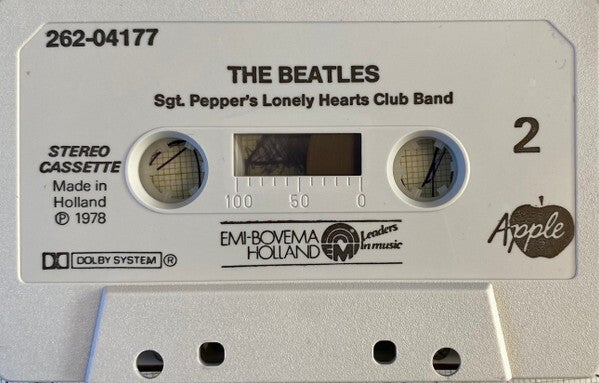 262-04177
THE BEATLES
Sgt. Pepper's Lonely Hearts Club Band
2
STEREO
CASSETTE
Made in
Holland
℗ 1978
100 50 0
EMI-BOVEMA
HOLLAND
EMI
Leaders
in music
Apple
DOLBY SYSTEM ®